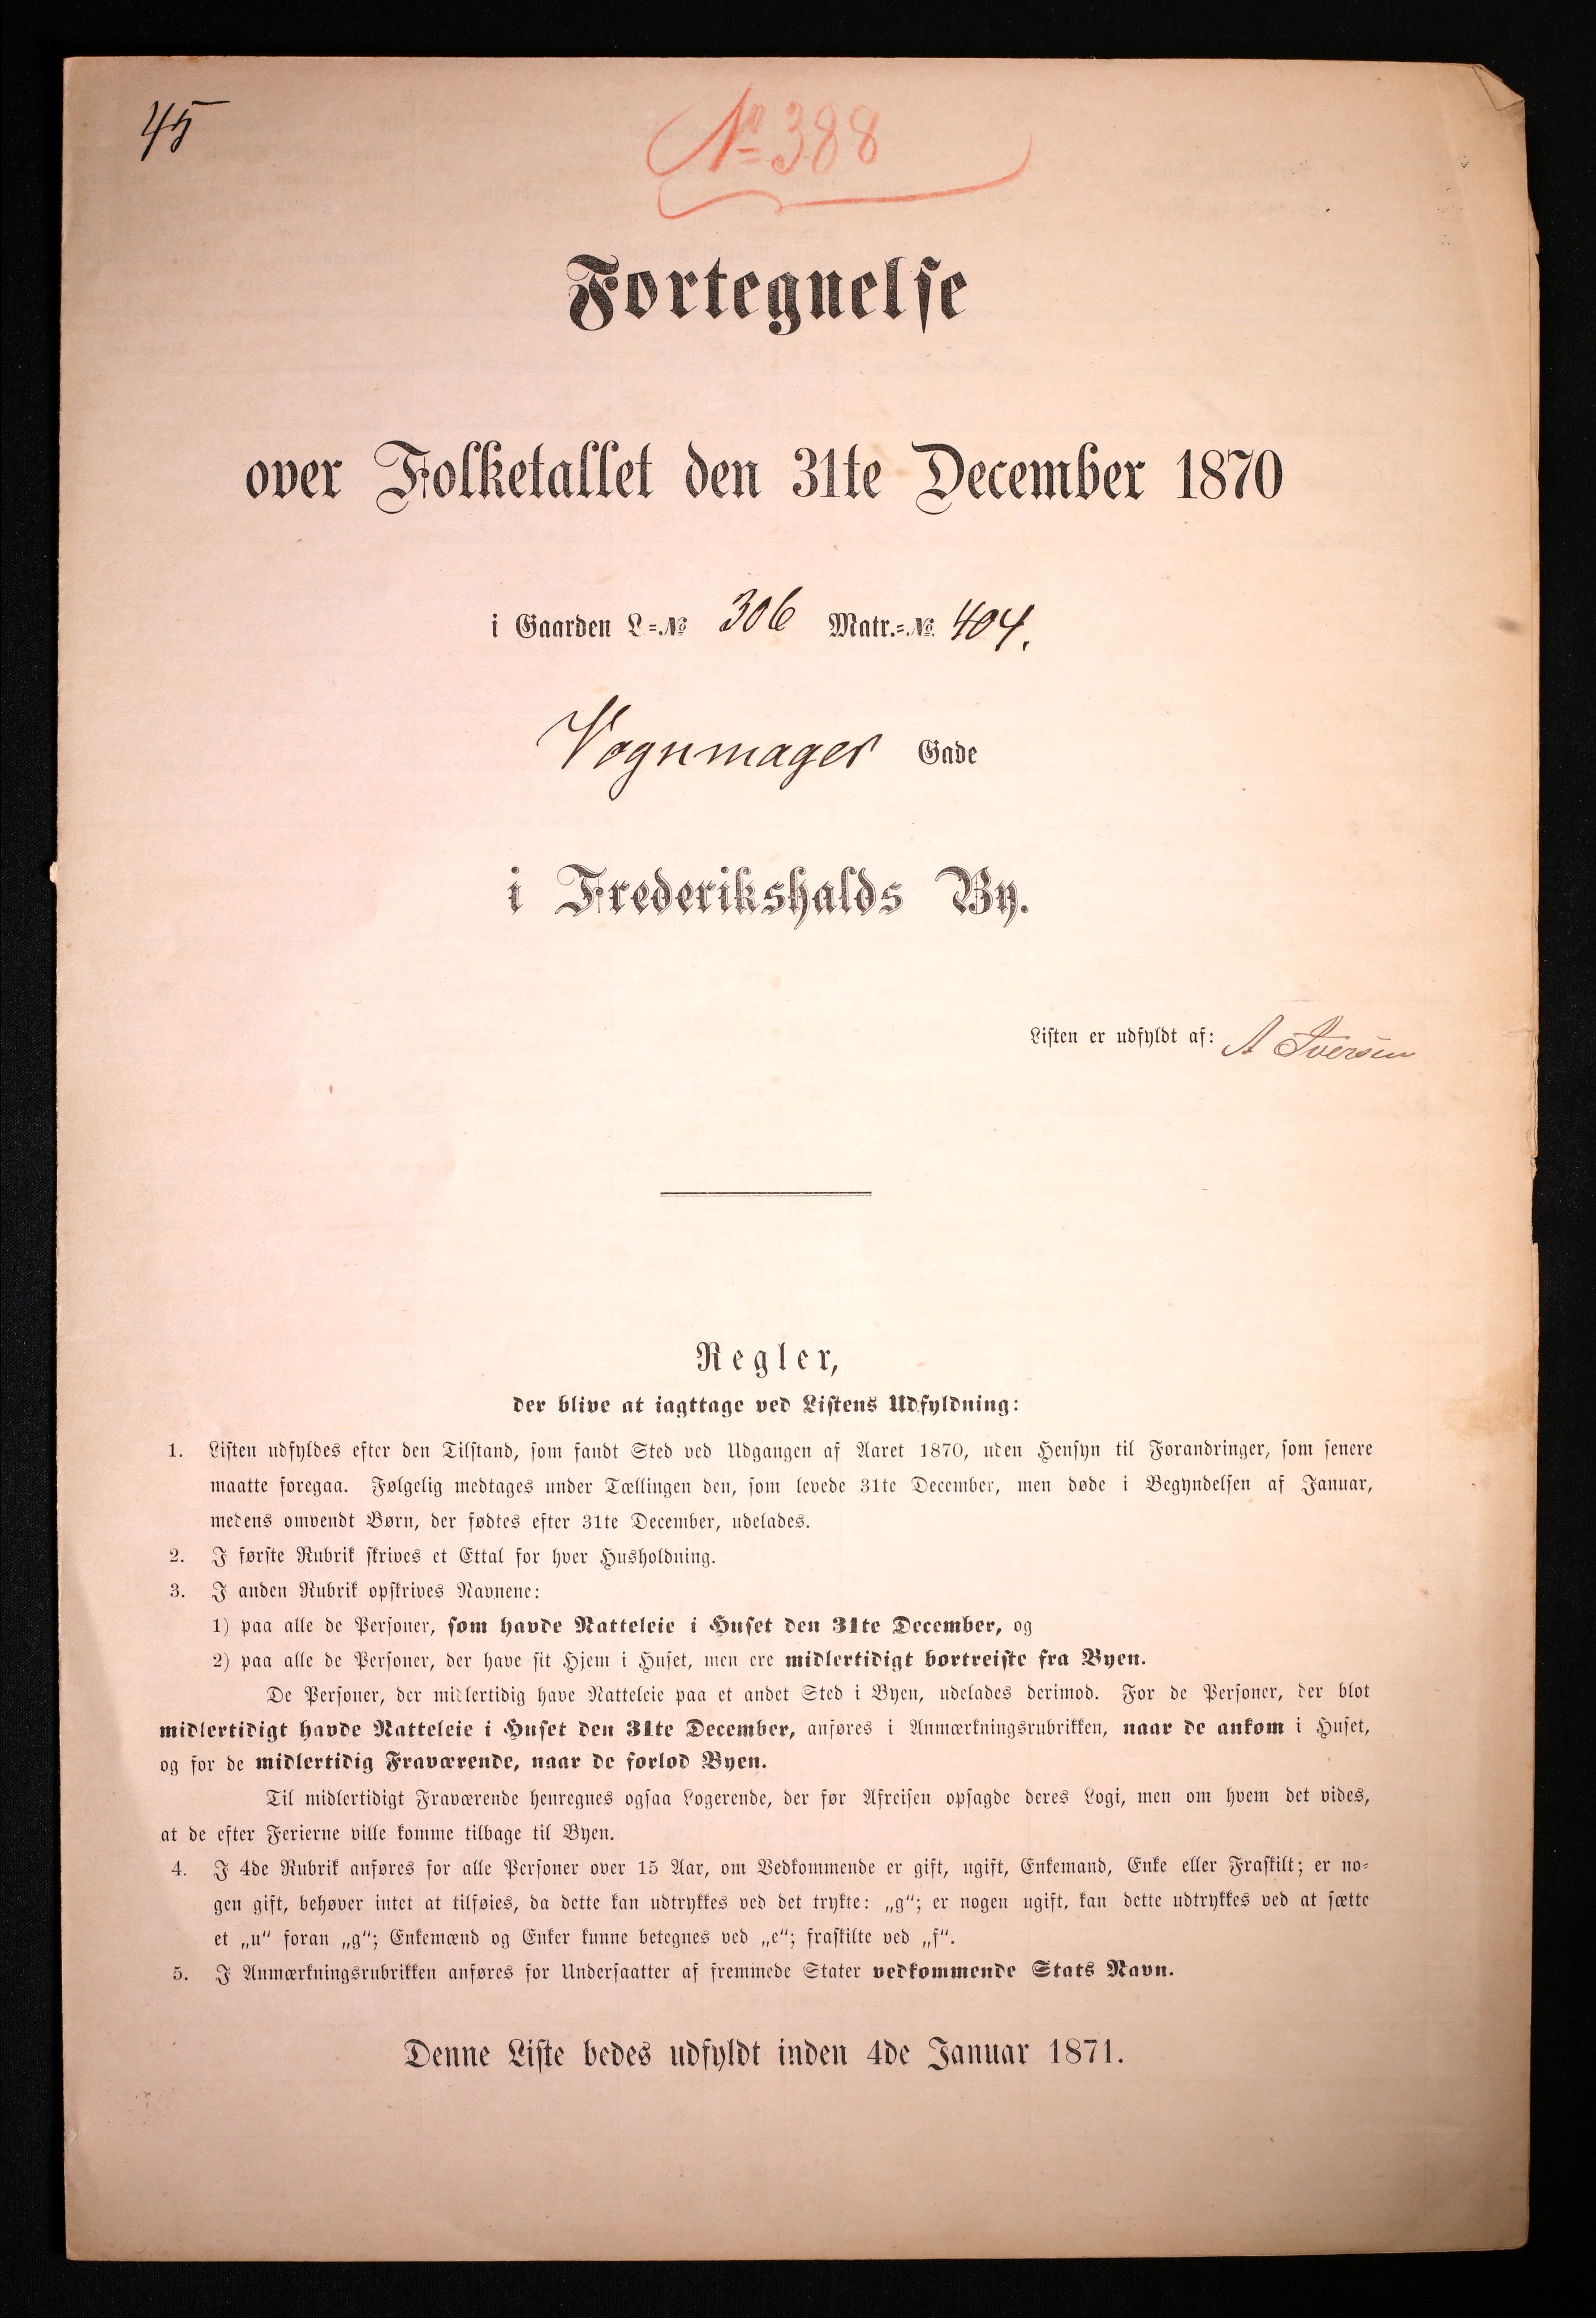 45
No 388
Fortegnelse
over Folketallet den 31te December 1870
i Gaarden L=No 306 Matr.=No. 404.
Vognmager Gade
i Frederikshalds By.
Listen er udfyldt af: A Iversen
Regler,
der blive at iagttage ved Listens Udfyldning:
1. Listen udfyldes efter den Tilstand, som fandt Sted ved Udgangen af Aaret 1870, uden Hensyn til Forandringer, som senere
maatte foregaa. Følgelig medtages under Tællingen den, som levede 31te December, men døde i Begyndelsen af Januar,
medens omvendt Børn, der fødtes efter 31te December, udelades.
2. I første Rubrik skrives et Ettal for hver Husholdning.
3. I anden Rubrik opskrives Navnene:
1) paa alle de Personer, som havde Natteleie i Huset den 31te December, og
2) paa alle de Personer, der have sit Hjem i Huset, men ere midlertidigt bortreiste fra Byen.
De Personer, der midlertidig have Natteleie paa et andet Sted i Byen, udelades derimod. For de Personer, der blot
midlertidigt havde Natteleie i Huset den 31te December, anføres i Anmærkningsrubrikken, naar de ankom i Huset,
og for de midlertidig Fraværende, naar de forlod Byen.
Til midlertidigt Fraværende henregnes ogsaa Logerende, der før Afreisen opsagde deres Logi, men om hvem det vides,
at de efter Ferierne ville komme tilbage til Byen.
4. I 4de Rubrik anføres for alle Personer over 15 Aar, om Vedkommende er gift, ugift, Enkemand, Enke eller Fraskilt; er no=
gen gift, behøver intet at tilføies, da dette kan udtrykkes ved det trykte: „g“; er nogen ugift, kan dette udtrykkes ved at sætte
et „u“ foran „g“; Enkemænd og Enker kunne betegnes ved „e“; fraskilte ved „f“.
5. I Anmærkningsrubrikken anføres for Undersaatter af fremmede Stater vedkommende Stats Navn.
Denne Liste bedes udfyldt inden 4de Januar 1871.